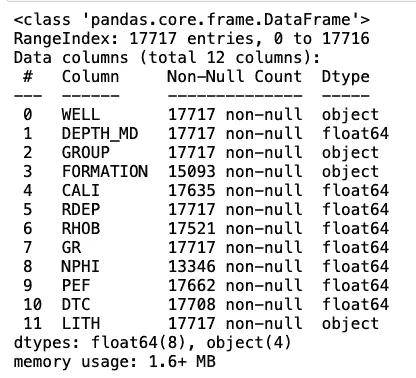 <class 'pandas.core.frame.DataFrame'>
RangeIndex: 17717 entries, 0 to 17716
Data columns (total 12 columns):
 #   Column     Non-Null Count  Dtype
---  ------     --------------  -----
 0   WELL       17717 non-null  object
 1   DEPTH_MD   17717 non-null  float64
 2   GROUP      17717 non-null  object
 3   FORMATION  15093 non-null  object
 4   CALI       17635 non-null  float64
 5   RDEP       17717 non-null  float64
 6   RHOB       17521 non-null  float64
 7   GR         17717 non-null  float64
 8   NPHI       13346 non-null  float64
 9   PEF        17662 non-null  float64
 10  DTC        17708 non-null  float64
 11  LITH       17717 non-null  object
dtypes: float64(8), object(4)
memory usage: 1.6+ MB